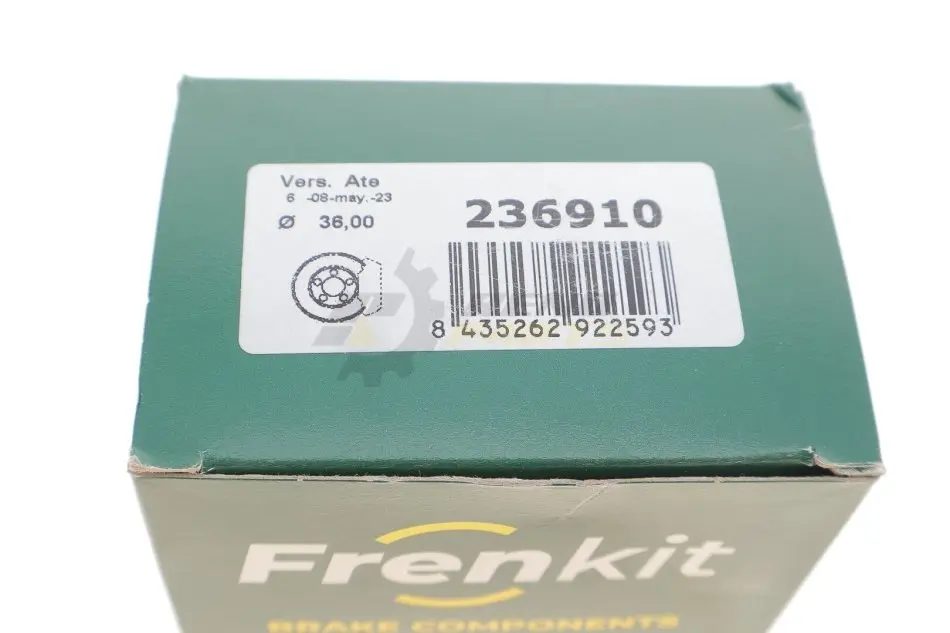 Vers. Ate
6 -08-may.-23
Ø 36,00
236910
8 435262 922593
Frenkit
BRAKE COMPONENTS